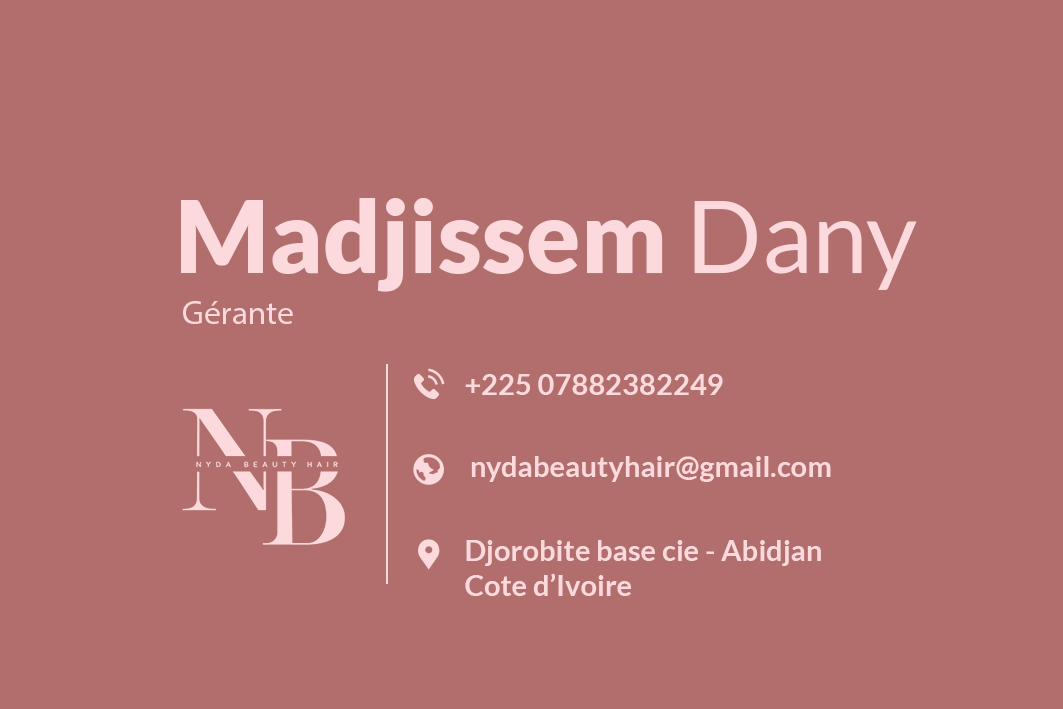 Madjissem Dany
Gérante
+225 07882382249
NB
NYDA BEAUTY HAIR
nydabeautyhair@gmail.com
Djorobite base cie - Abidjan
Cote d’Ivoire